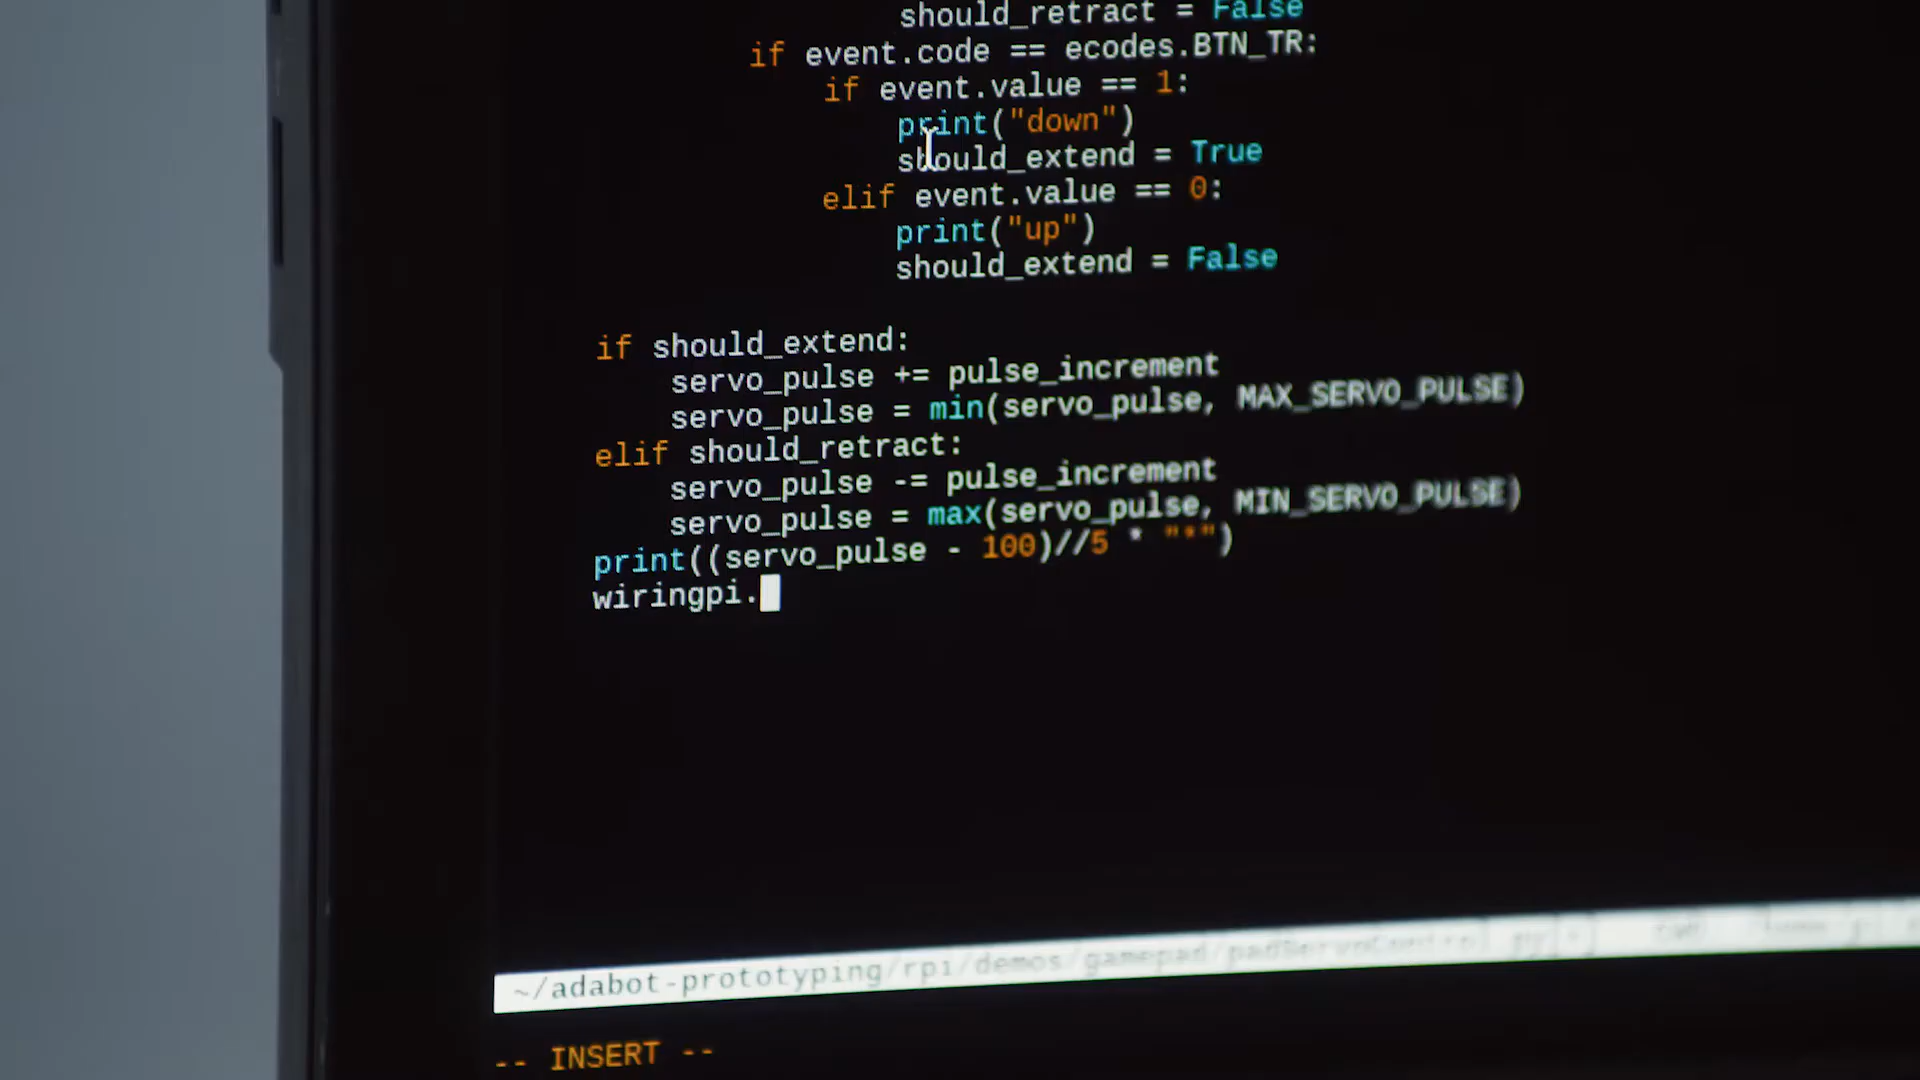 should_retract = False
if event.code == ecodes.BTN_TR:
if event.value == 1:
print("down")
should_extend = True
elif event.value == 0:
print("up")
should_extend = False
if should_extend:
servo_pulse += pulse_increment
servo_pulse = min(servo_pulse, MAX_SERVO_PULSE)
elif should_retract:
servo_pulse -= pulse_increment
servo_pulse = max(servo_pulse, MIN_SERVO_PULSE)
print((servo_pulse - 100)//5 * "*")
wiringpi.
~/adabot-prototyping/rpi/demos/gamepad/padServoControl.py[+]
-- INSERT --